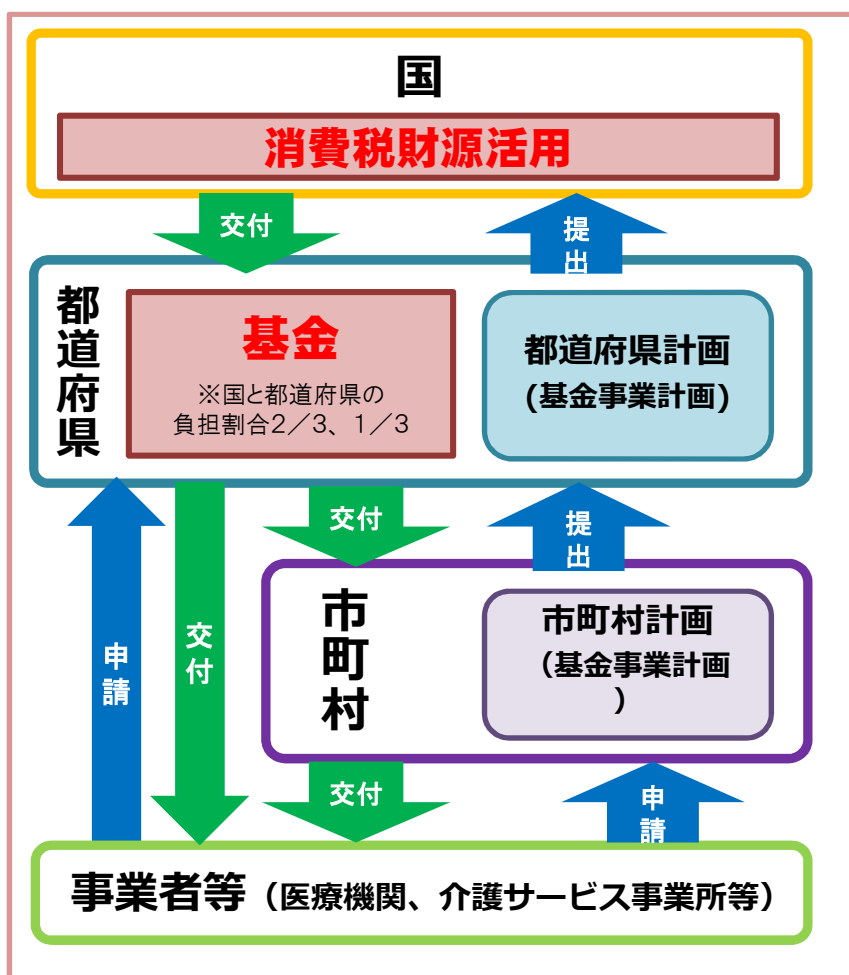 国
消費税財源活用
交付
提出
都道府県
基金
※国と都道府県の
負担割合2/3、1/3
都道府県計画
(基金事業計画)
交付
提出
申請
交付
市町村
市町村計画
(基金事業計画
)
交付
申請
事業者等(医療機関、介護サービス事業所等)